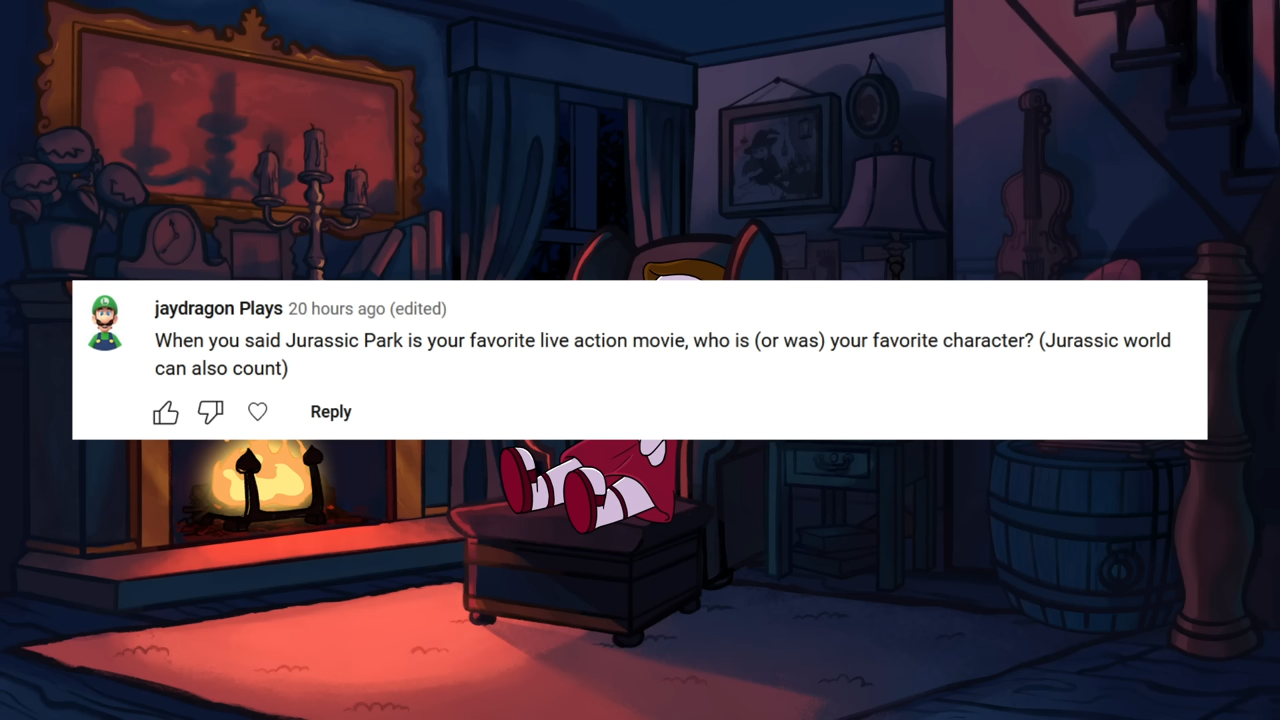 jaydragon Plays 20 hours ago (edited)
When you said Jurassic Park is your favorite live action movie, who is (or was) your favorite character? (Jurassic world
can also count)
Reply